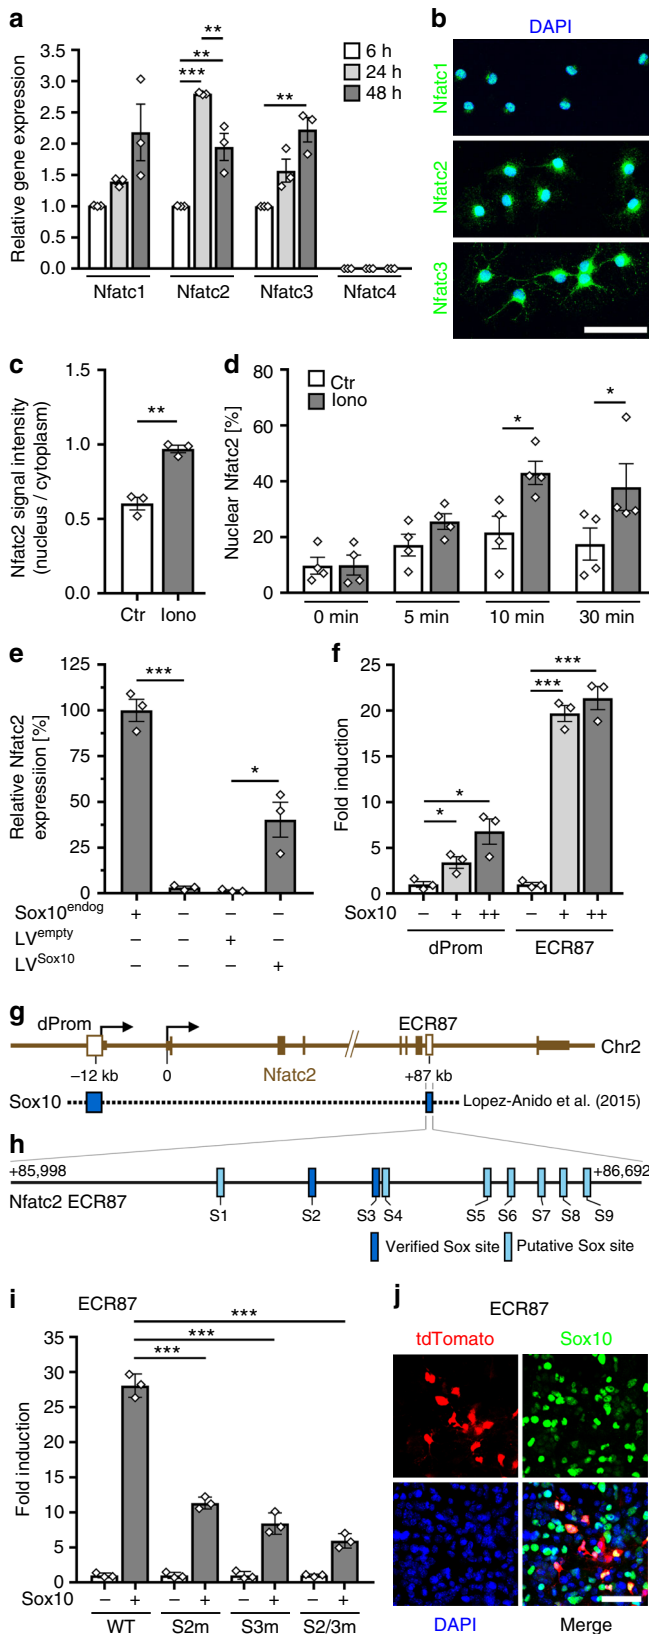 a
Relative gene expression
3.5
3.0
2.5
2.0
1.5
1.0
0.5
0.0
6 h
24 h
48 h
** 
**
***
**
Nfatc1 Nfatc2 Nfatc3 Nfatc4
b
DAPI
Nfatc1
Nfatc2
Nfatc3
c
Nfatc2 signal intensity
(nucleus / cytoplasm)
1.5
1.0
0.5
0.0
**
Ctr Iono
d
Nuclear Nfatc2 [%]
80
60
40
20
0
Ctr
Iono
*
*
0 min 5 min 10 min 30 min
e
Relative Nfatc2
expressiion [%]
125
100
75
50
25
0
***
*
Sox10endog + – – –
LVempty – – + –
LVSox10 – – – +
f
Fold induction
25
20
15
10
5
0
*
*
***
***
Sox10 – + ++ – + ++
dProm ECR87
g
dProm ECR87
Chr2
–12 kb 0 Nfatc2 +87 kb
Sox10 Lopez-Anido et al. (2015)
h
+85,998 +86,692
Nfatc2 ECR87
S1 S2 S3 S4 S5 S6 S7 S8 S9
Verified Sox site Putative Sox site
i
ECR87
Fold induction
35
30
25
20
15
10
5
0
***
***
***
Sox10 – + – + – + – +
WT S2m S3m S2/3m
j
ECR87
tdTomato Sox10
DAPI Merge